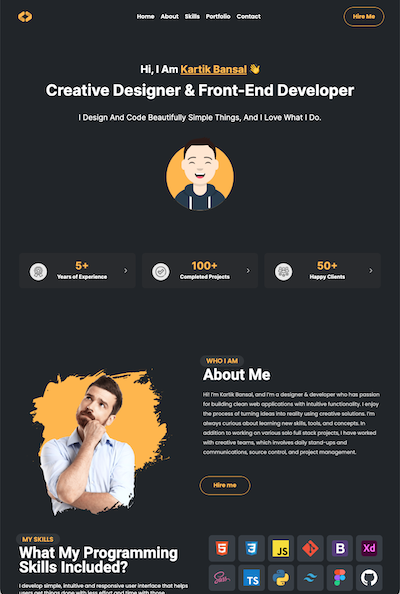 Home About Skills Portfolio Contact
Hire Me
Hi, I Am Kartik Bansal 👋
Creative Designer & Front-End Developer
I Design And Code Beautifully Simple Things, And I Love What I Do.
5+
Years of Experience
100+
Completed Projects
50+
Happy Clients
WHO I AM
About Me
Hi! I'm Kartik Bansal, and I'm a designer & developer who has passion
for building clean web applications with intuitive functionality. I enjoy
the process of turning ideas into reality using creative solutions. I'm
always curious about learning new skills, tools, and concepts. In
addition to working on various solo full stack projects, I have worked
with creative teams, which involves daily stand-ups and
communications, source control, and project management.
Hire me
MY SKILLS
What My Programming
Skills Included?
I develop simple, intuitive and responsive user interface that helps
users get things done with less effort and time with those
5 3 JS B Xd
Sass TS